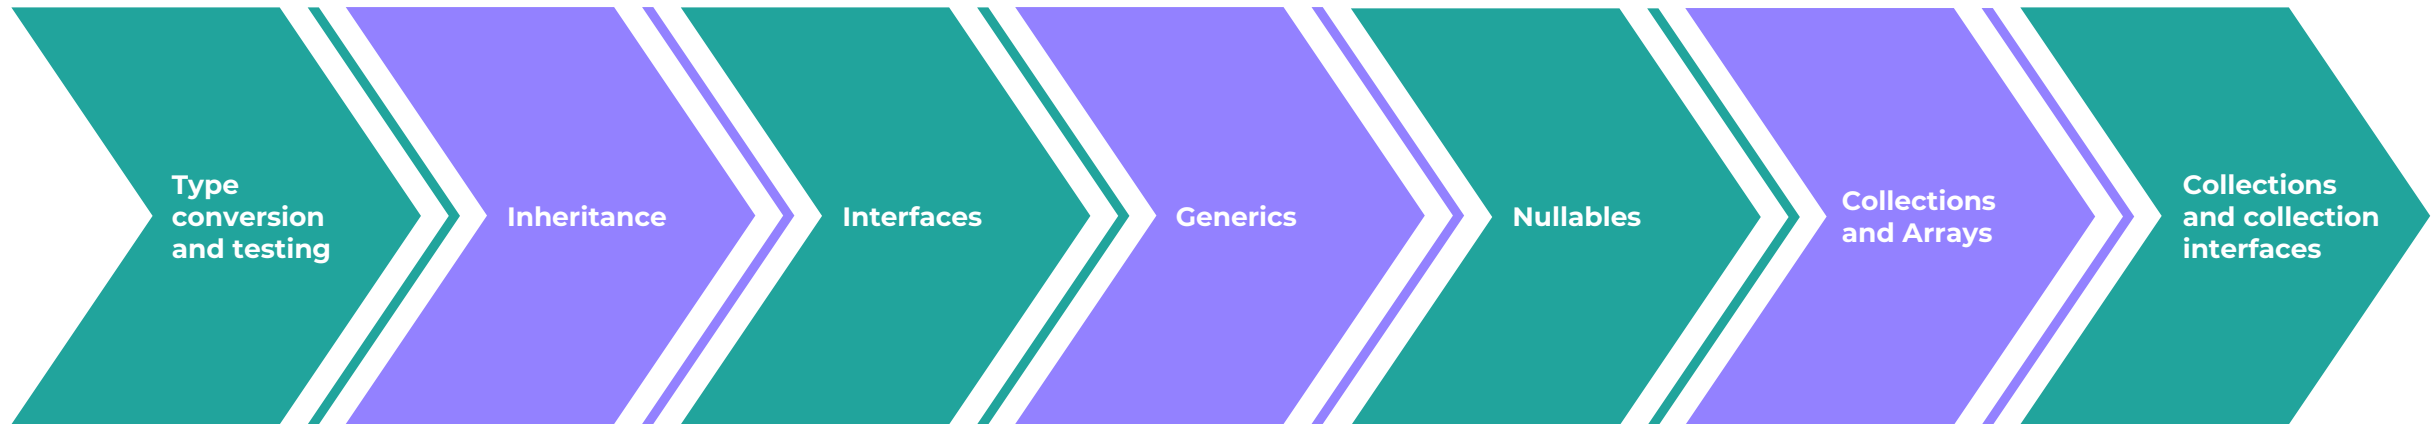 Type
conversion
and testing
Inheritance
Interfaces
Generics
Nullables
Collections
and Arrays
Collections
and collection
interfaces